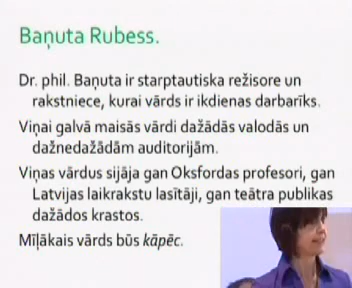 Baņuta Rubess.
Dr. phil. Baņuta ir starptautiska režisore un
rakstniece, kurai vārds ir ikdienas darbarīks.
Viņai galvā maisās vārdi dažādās valodās un
dažnedažādām auditorijām.
Viņas vārdus sijāja gan Oksfordas profesori, gan
Latvijas laikrakstu lasītāji, gan teātra publikas
dažādos krastos.
Mīļākais vārds būs kāpēc.